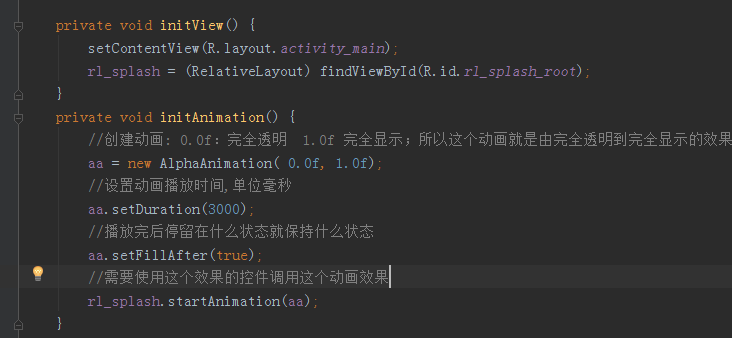 private void initView() {
setContentView(R.layout.activity_main);
rl_splash = (RelativeLayout) findViewById(R.id.rl_splash_root);
}
private void initAnimation() {
//创建动画: 0.0f：完全透明  1.0f 完全显示；所以这个动画就是由完全透明到完全显示的效果
aa = new AlphaAnimation( 0.0f, 1.0f);
//设置动画播放时间,单位毫秒
aa.setDuration(3000);
//播放完后停留在什么状态就保持什么状态
aa.setFillAfter(true);
//需要使用这个效果的控件调用这个动画效果
rl_splash.startAnimation(aa);
}